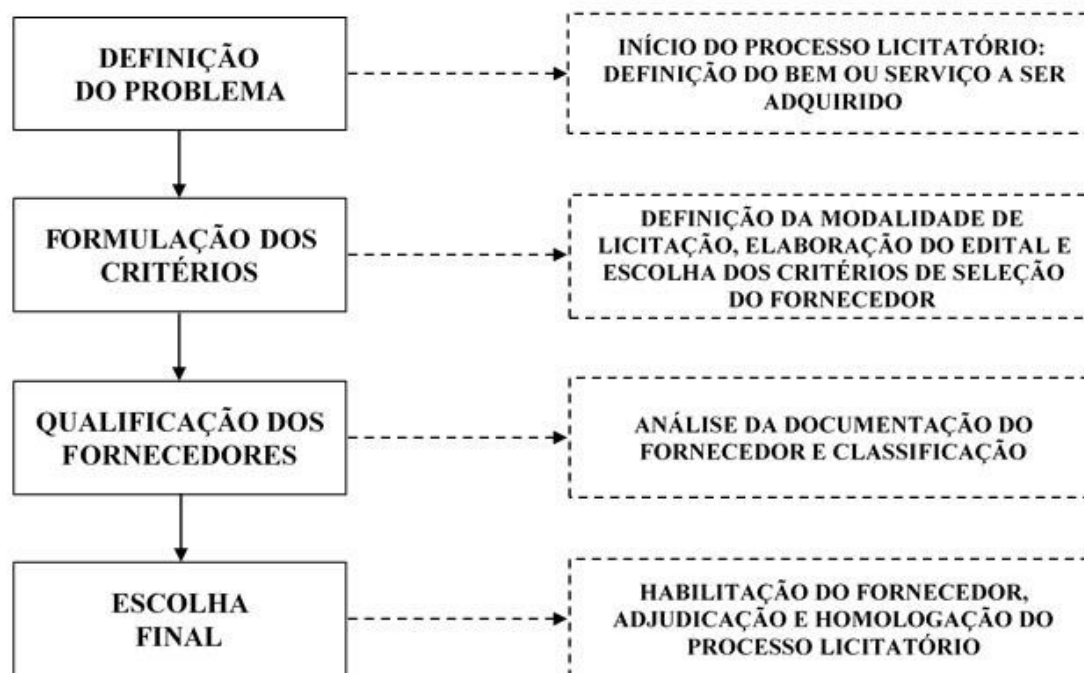 DEFINIÇÃO
DO PROBLEMA
INÍCIO DO PROCESSO LICITATÓRIO:
DEFINIÇÃO DO BEM OU SERVIÇO A SER
ADQUIRIDO
FORMULAÇÃO DOS
CRITÉRIOS
DEFINIÇÃO DA MODALIDADE DE
LICITAÇÃO, ELABORAÇÃO DO EDITAL E
ESCOLHA DOS CRITÉRIOS DE SELEÇÃO
DO FORNECEDOR
QUALIFICAÇÃO DOS
FORNECEDORES
ANÁLISE DA DOCUMENTAÇÃO DO
FORNECEDOR E CLASSIFICAÇÃO
ESCOLHA
FINAL
HABILITAÇÃO DO FORNECEDOR,
ADJUDICAÇÃO E HOMOLOGAÇÃO DO
PROCESSO LICITATÓRIO